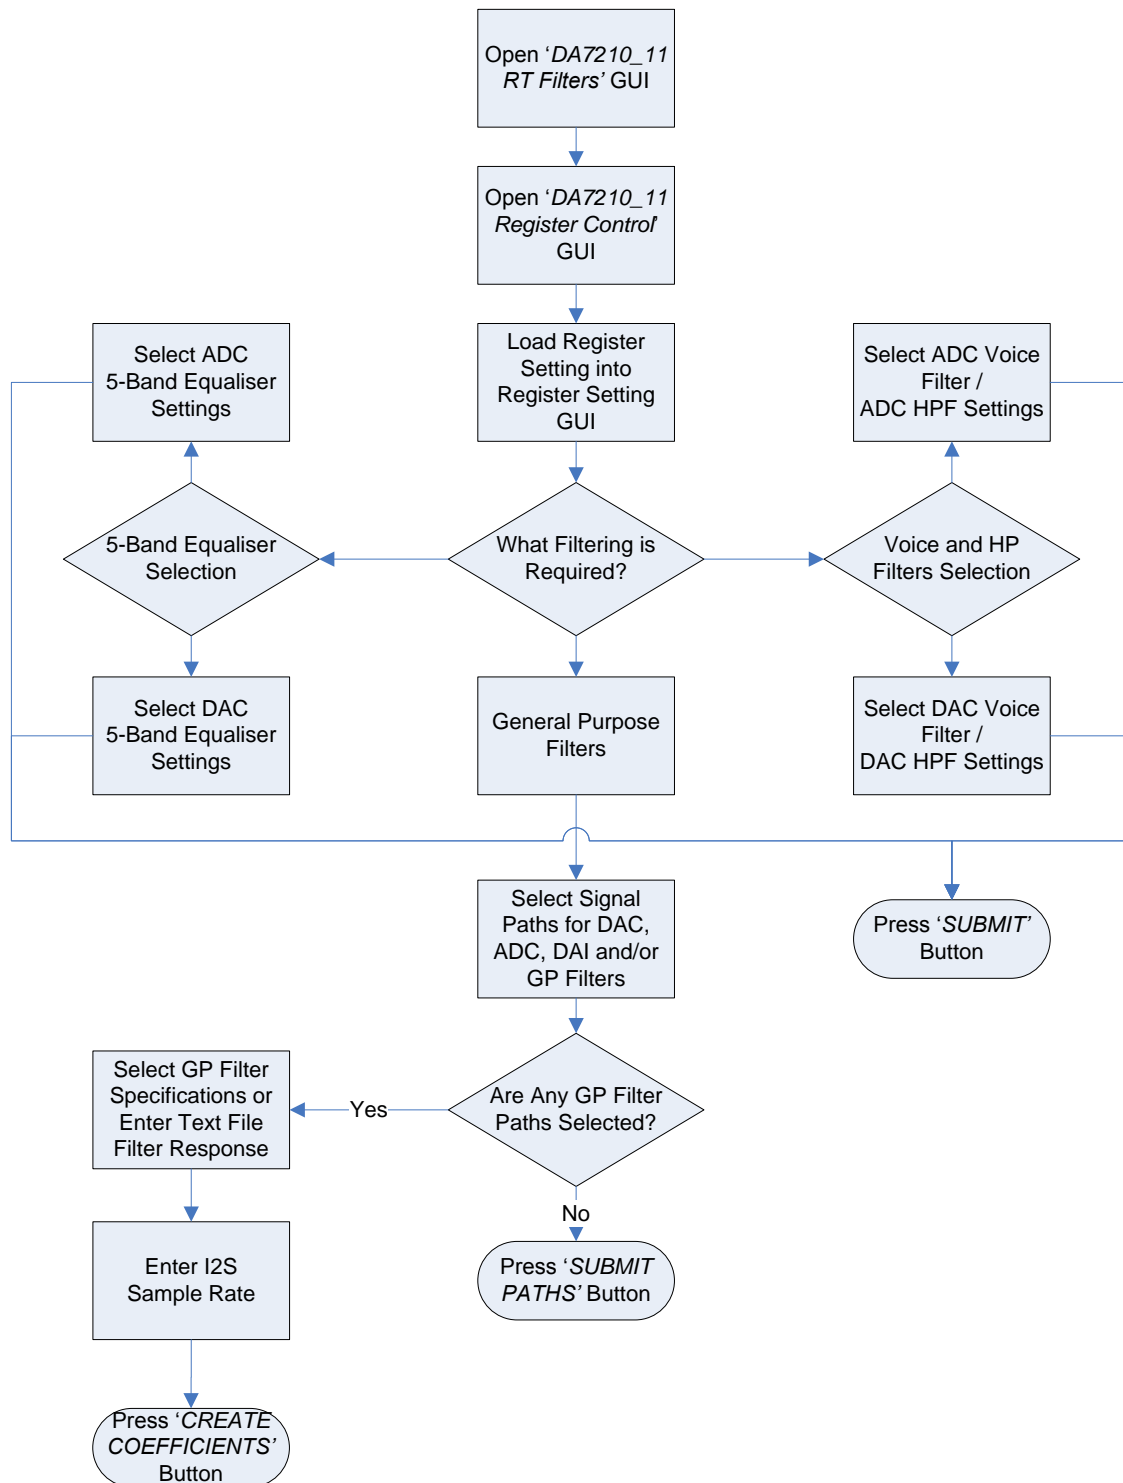 Open ‘DA7210_11
RT Filters’ GUI
Open ‘DA7210_11
Register Control’
GUI
Select ADC
5-Band Equaliser
Settings
Load Register
Setting into
Register Setting
GUI
Select ADC Voice
Filter /
ADC HPF Settings
5-Band Equaliser
Selection
What Filtering is
Required?
Voice and HP
Filters Selection
Select DAC
5-Band Equaliser
Settings
General Purpose
Filters
Select DAC Voice
Filter /
DAC HPF Settings
Select Signal
Paths for DAC,
ADC, DAI and/or
GP Filters
Press ‘SUBMIT’
Button
Select GP Filter
Specifications or
Enter Text File
Filter Response
Yes
Are Any GP Filter
Paths Selected?
No
Enter I2S
Sample Rate
Press ‘SUBMIT
PATHS’ Button
Press ‘CREATE
COEFFICIENTS’
Button